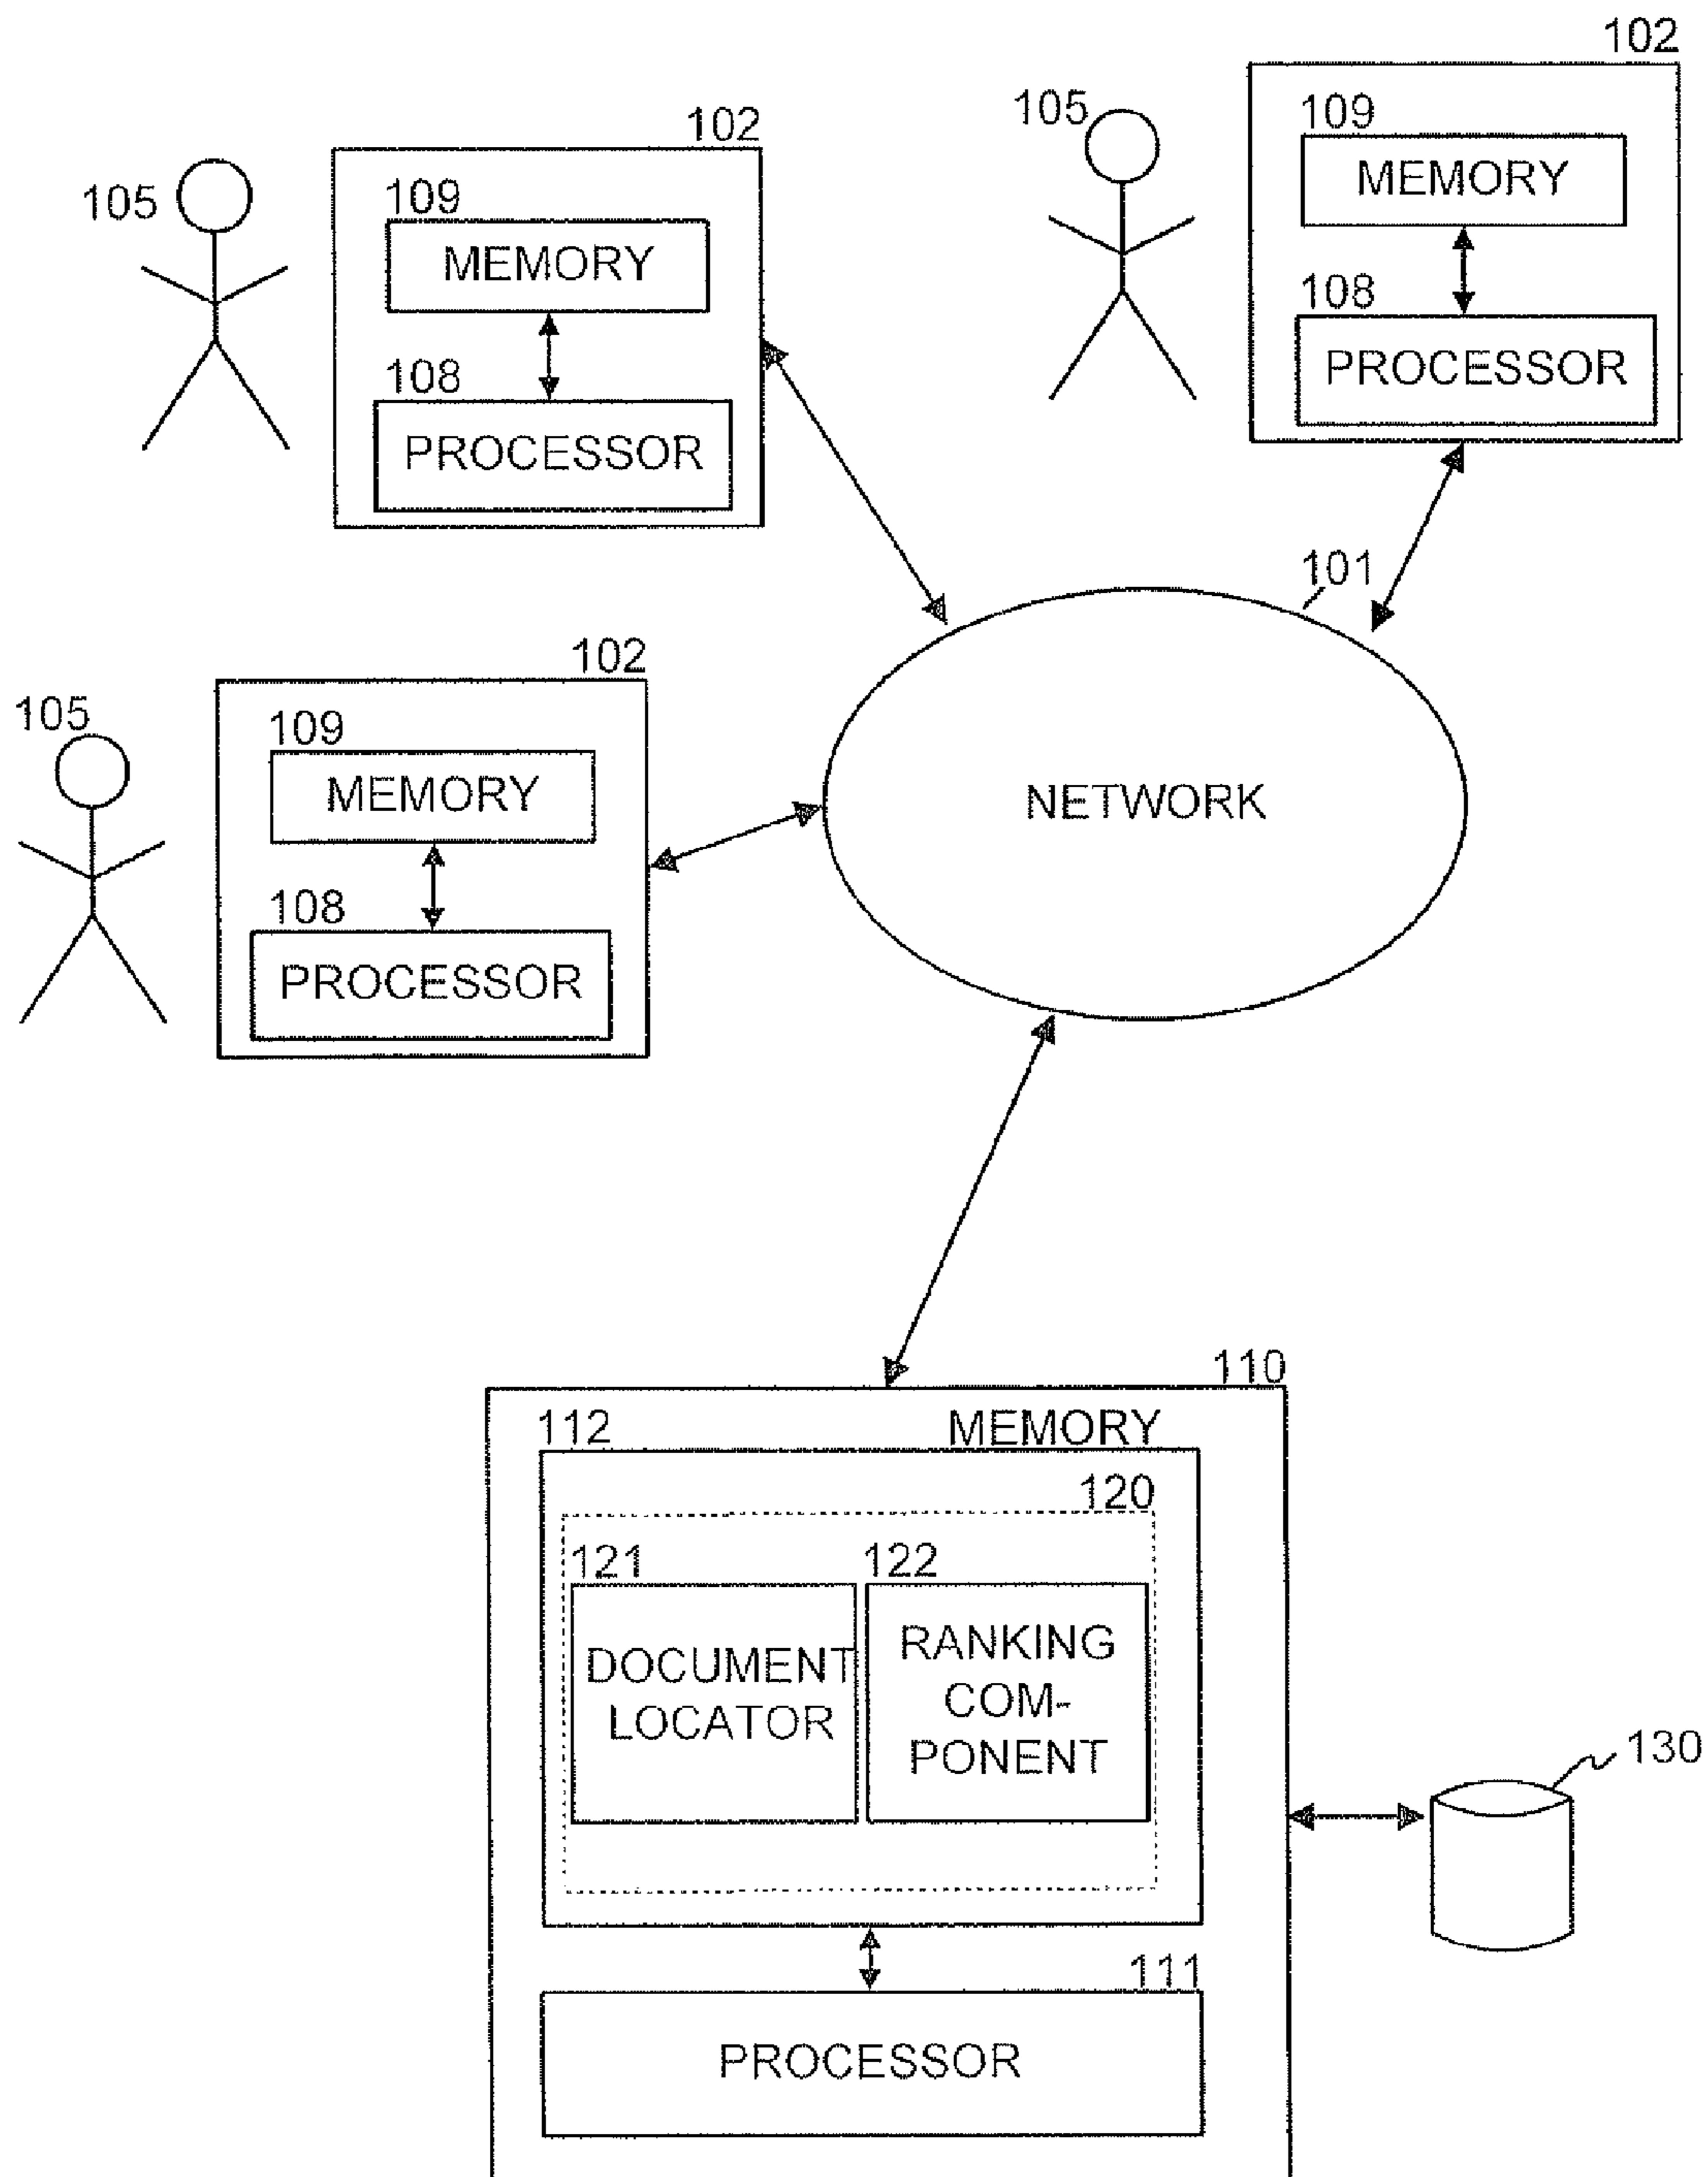 102
105
109
MEMORY
108
PROCESSOR
102
105
109
MEMORY
108
PROCESSOR
101
NETWORK
102
105
109
MEMORY
108
PROCESSOR
110
112
MEMORY
120
121
122
DOCUMENT
LOCATOR
RANKING
COM-
PONENT
130
111
PROCESSOR